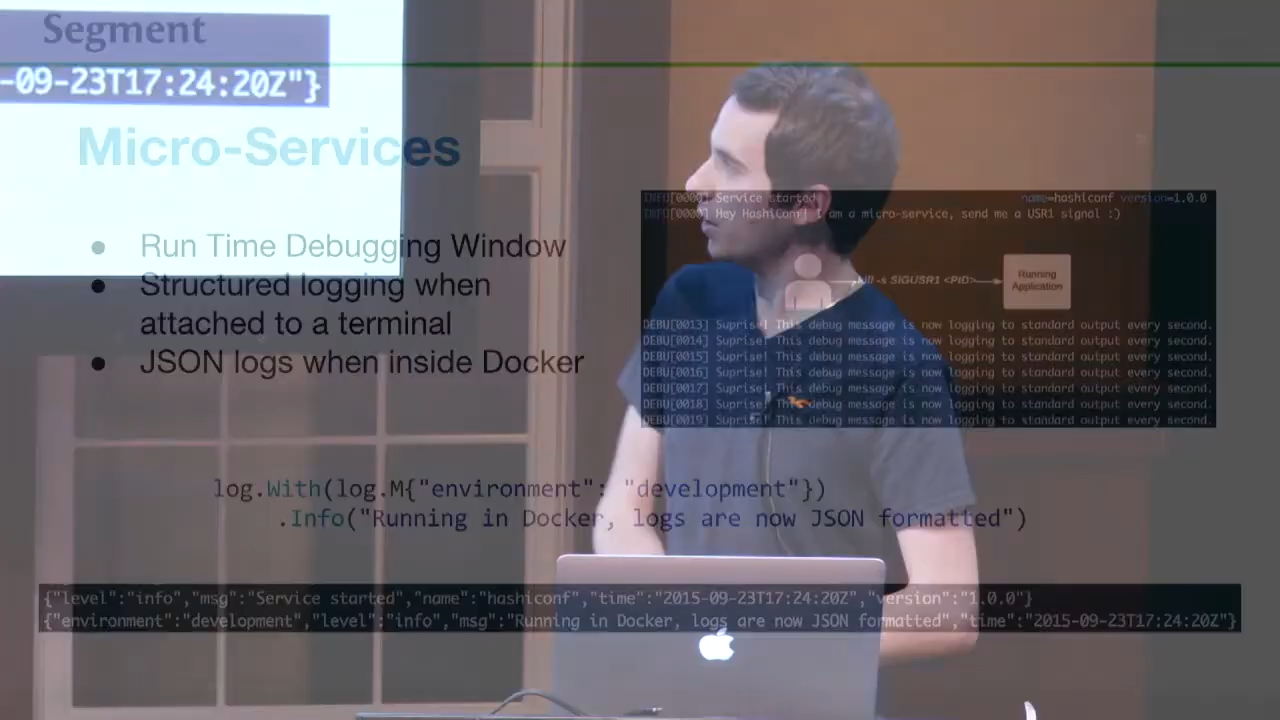 Segment
-09-23T17:24:20Z"}
Micro-Services
● Run Time Debugging Window
● Structured logging when
attached to a terminal
● JSON logs when inside Docker
INFO[0000] Service started name=hashiconf version=1.0.0
INFO[0000] Hey HashiConf! I am a micro-service, send me a USR1 signal :)
kill -s SIGUSR1 <PID>
Running
Application
DEBU[0013] Suprise! This debug message is now logging to standard output every second.
DEBU[0014] Suprise! This debug message is now logging to standard output every second.
DEBU[0015] Suprise! This debug message is now logging to standard output every second.
DEBU[0016] Suprise! This debug message is now logging to standard output every second.
DEBU[0017] Suprise! This debug message is now logging to standard output every second.
DEBU[0018] Suprise! This debug message is now logging to standard output every second.
DEBU[0019] Suprise! This debug message is now logging to standard output every second.
log.With(log.M{"environment": "development"})
.Info("Running in Docker, logs are now JSON formatted")
{"level":"info","msg":"Service started","name":"hashiconf","time":"2015-09-23T17:24:20Z","version":"1.0.0"}
{"environment":"development","level":"info","msg":"Running in Docker, logs are now JSON formatted","time":"2015-09-23T17:24:20Z"}